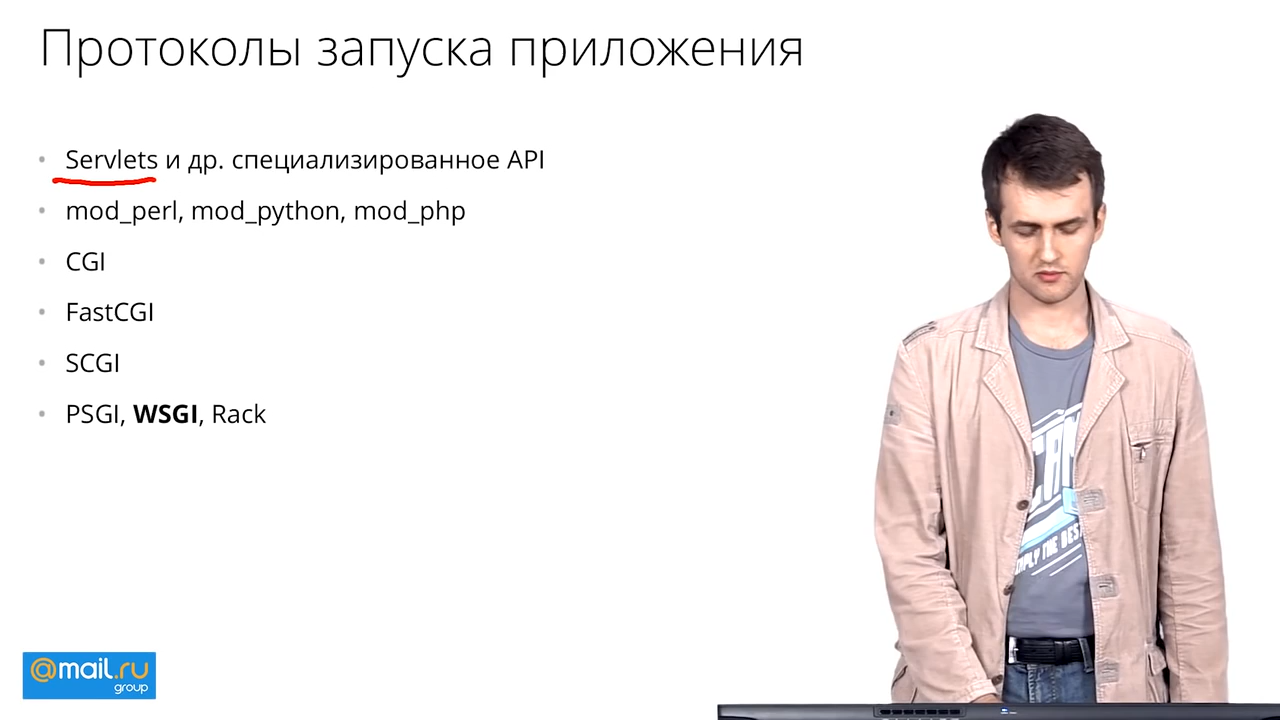 Протоколы запуска приложения
Servlets и др. специализированное API
mod_perl, mod_python, mod_php
CGI
FastCGI
SCGI
PSGI, WSGI, Rack
@mail.ru
group